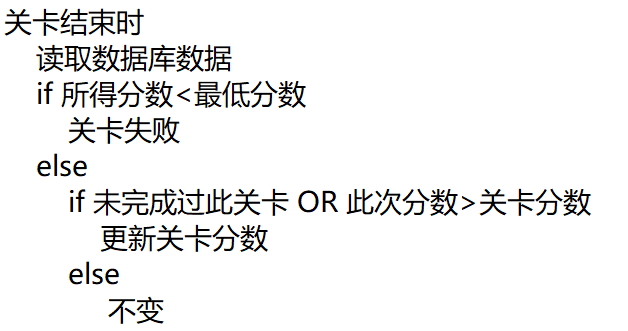 关卡结束时
读取数据库数据
if 所得分数<最低分数
关卡失败
else
if 未完成过此关卡 OR 此次分数>关卡分数
更新关卡分数
else
不变